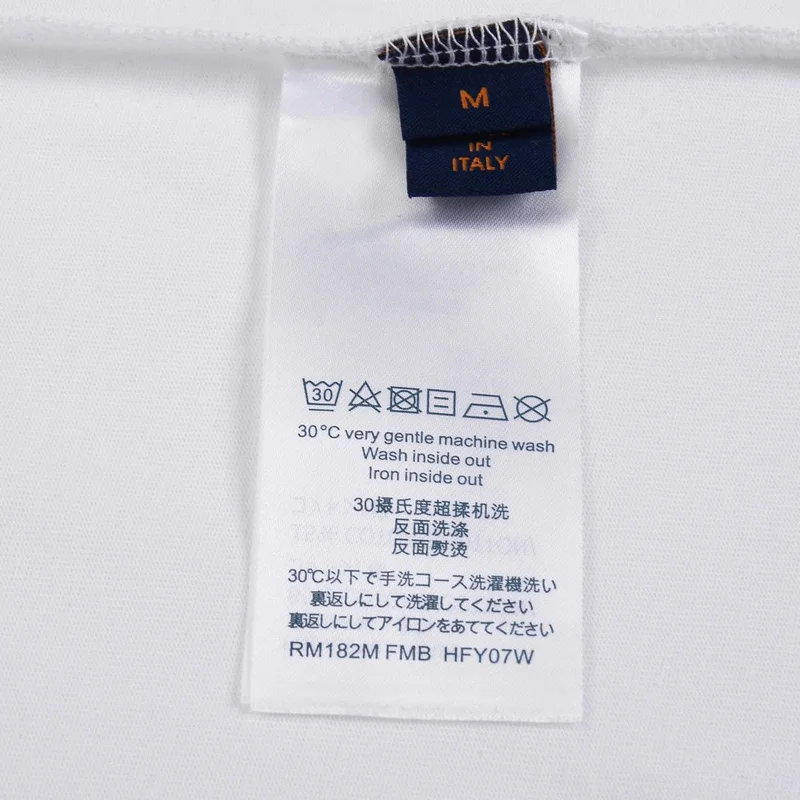 M
IN
ITALY
30
30°C very gentle machine wash
Wash inside out
Iron inside out
30摄氏度超揉机洗
反面洗涤
反面熨烫
30℃以下で手洗コース洗濯機洗い
裏返しにして洗濯してください
裏返しにしてアイロンをあててください
RM182M FMB HFY07W